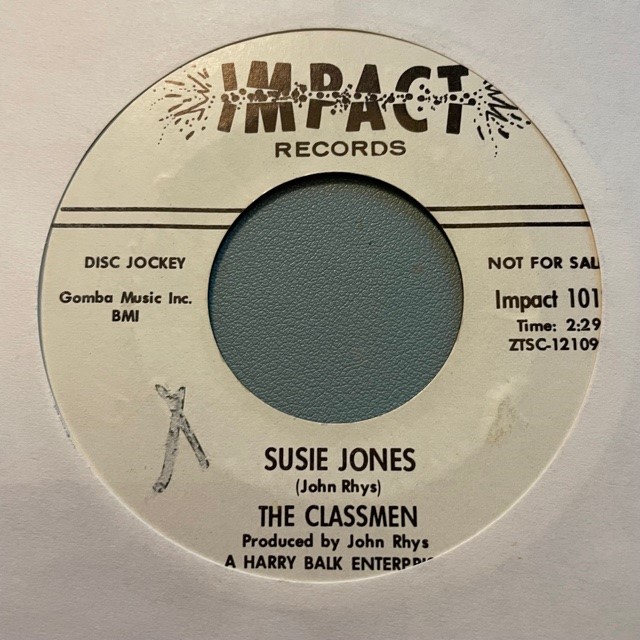 IMPACT
RECORDS
DISC JOCKEY
NOT FOR SAL
Gomba Music Inc.
BMI
Impact 101
Time: 2:29
ZTSC-12109
SUSIE JONES
(John Rhys)
THE CLASSMEN
Produced by John Rhys
A HARRY BALK